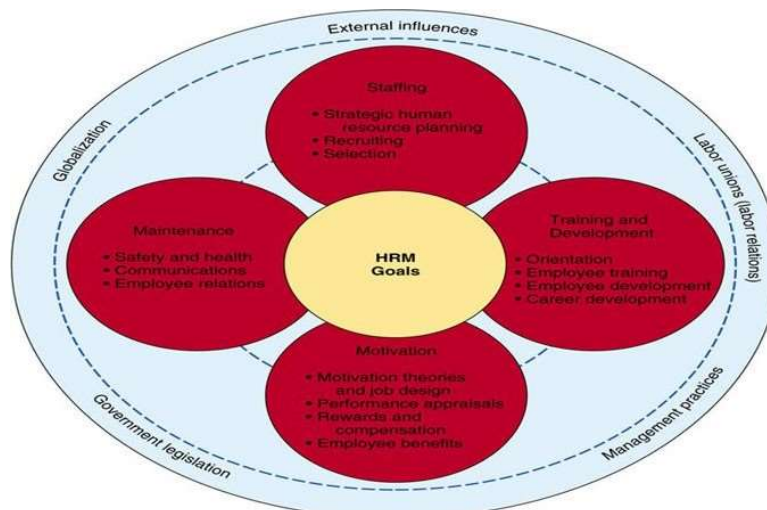 External influences
Staffing
• Strategic human
resource planning
• Recruiting
• Selection
Globalization
Labor unions (labor relations)
Maintenance
• Safety and health
• Communications
• Employee relations
HRM
Goals
Training and
Development
• Orientation
• Employee training
• Employee development
• Career development
Motivation
• Motivation theories
and job design
• Performance appraisals
• Rewards and
compensation
• Employee benefits
Government legislation
Management practices